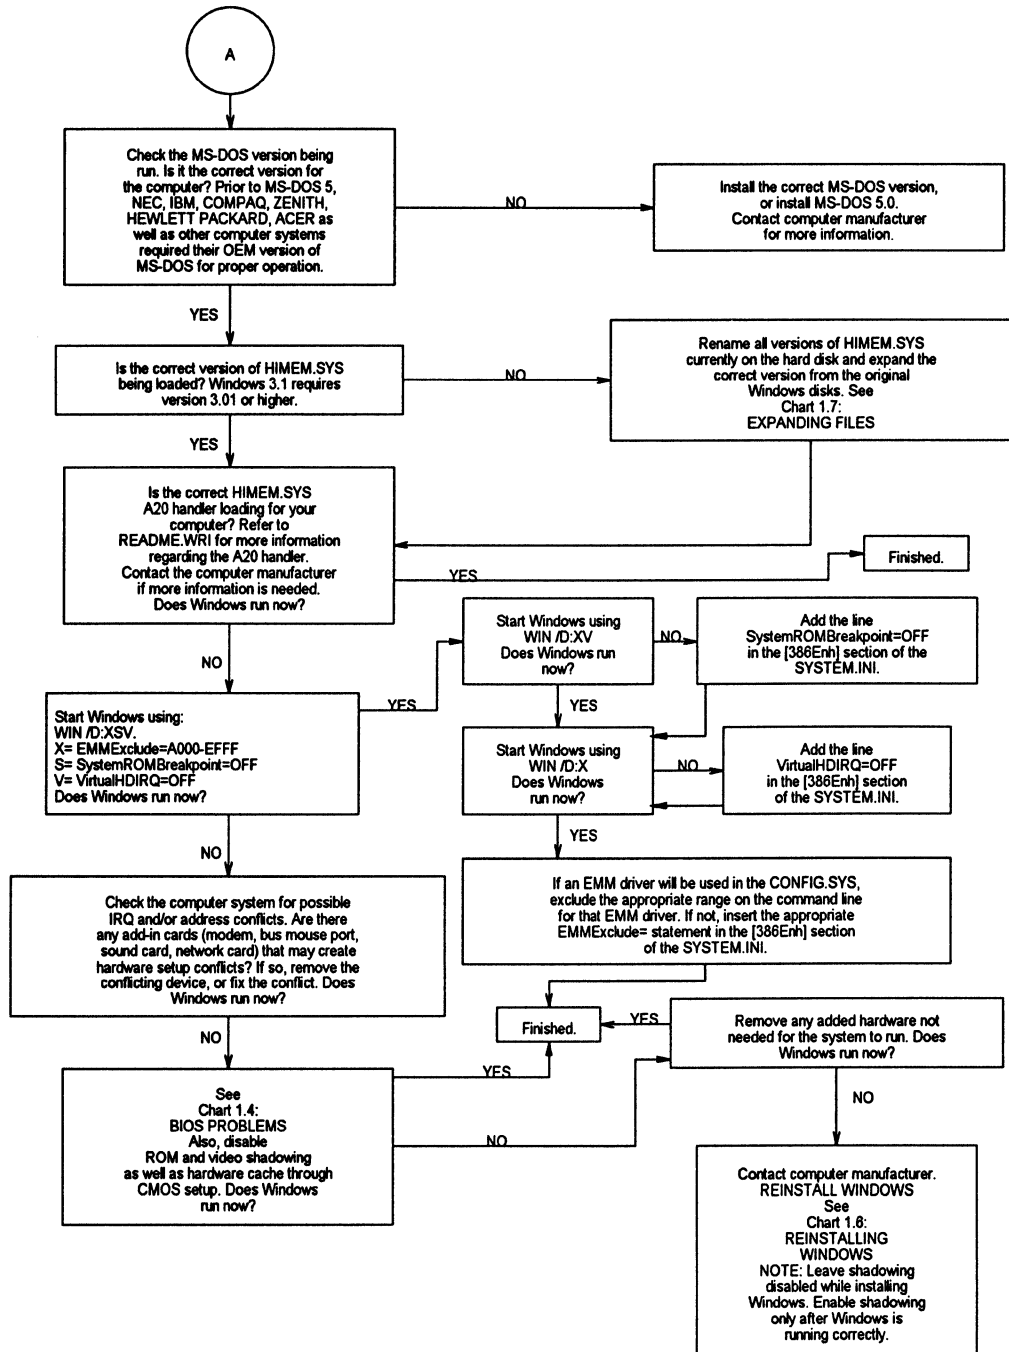 A
Check the MS-DOS version being
run. Is it the correct version for
the computer? Prior to MS-DOS 5,
NEC, IBM, COMPAQ, ZENITH,
HEWLETT PACKARD, ACER as
well as other computer systems
required their OEM version of
MS-DOS for proper operation.
NO
Install the correct MS-DOS version,
or install MS-DOS 5.0.
Contact computer manufacturer
for more information.
YES
Is the correct version of HIMEM.SYS
being loaded? Windows 3.1 requires
version 3.01 or higher.
NO
Rename all versions of HIMEM.SYS
currently on the hard disk and expand the
correct version from the original
Windows disks. See
Chart 1.7:
EXPANDING FILES
YES
Is the correct HIMEM.SYS
A20 handler loading for your
computer? Refer to
README.WRI for more information
regarding the A20 handler.
Contact the computer manufacturer
if more information is needed.
Does Windows run now?
YES
Finished.
NO
Start Windows using:
WIN /D:XSV.
X= EMMExclude=A000-EFFF
S= SystemROMBreakpoint=OFF
V= VirtualHDIRQ=OFF
Does Windows run now?
YES
Start Windows using
WIN /D:XV
Does Windows run
now?
NO
Add the line
SystemROMBreakpoint=OFF
in the [386Enh] section of the
SYSTEM.INI.
YES
Start Windows using
WIN /D:X
Does Windows
run now?
NO
Add the line
VirtualHDIRQ=OFF
in the [386Enh] section
of the SYSTEM.INI.
YES
If an EMM driver will be used in the CONFIG.SYS,
exclude the appropriate range on the command line
for that EMM driver. If not, insert the appropriate
EMMExclude= statement in the [386Enh] section
of the SYSTEM.INI.
NO
Check the computer system for possible
IRQ and/or address conflicts. Are there
any add-in cards (modem, bus mouse port,
sound card, network card) that may create
hardware setup conflicts? If so, remove the
conflicting device, or fix the conflict. Does
Windows run now?
Finished.
YES
Remove any added hardware not
needed for the system to run. Does
Windows run now?
NO
See
Chart 1.4:
BIOS PROBLEMS
Also, disable
ROM and video shadowing
as well as hardware cache through
CMOS setup. Does Windows
run now?
YES
NO
NO
Contact computer manufacturer.
REINSTALL WINDOWS
See
Chart 1.6:
REINSTALLING
WINDOWS
NOTE: Leave shadowing
disabled while installing
Windows. Enable shadowing
only after Windows is
running correctly.